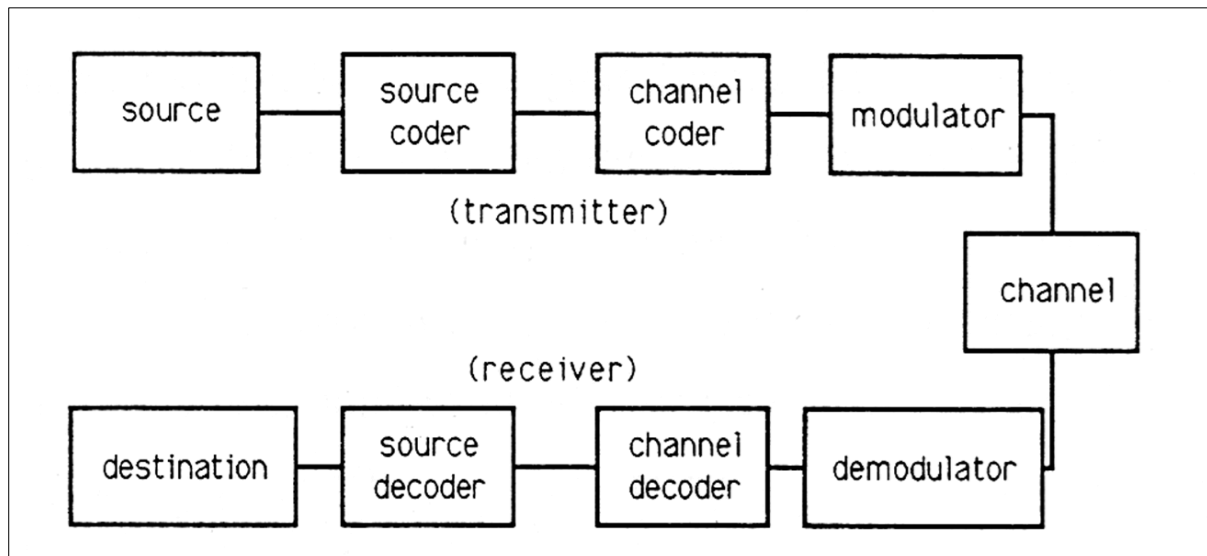 source
source
coder
channel
coder
modulator
(transmitter)
channel
(receiver)
destination
source
decoder
channel
decoder
demodulator